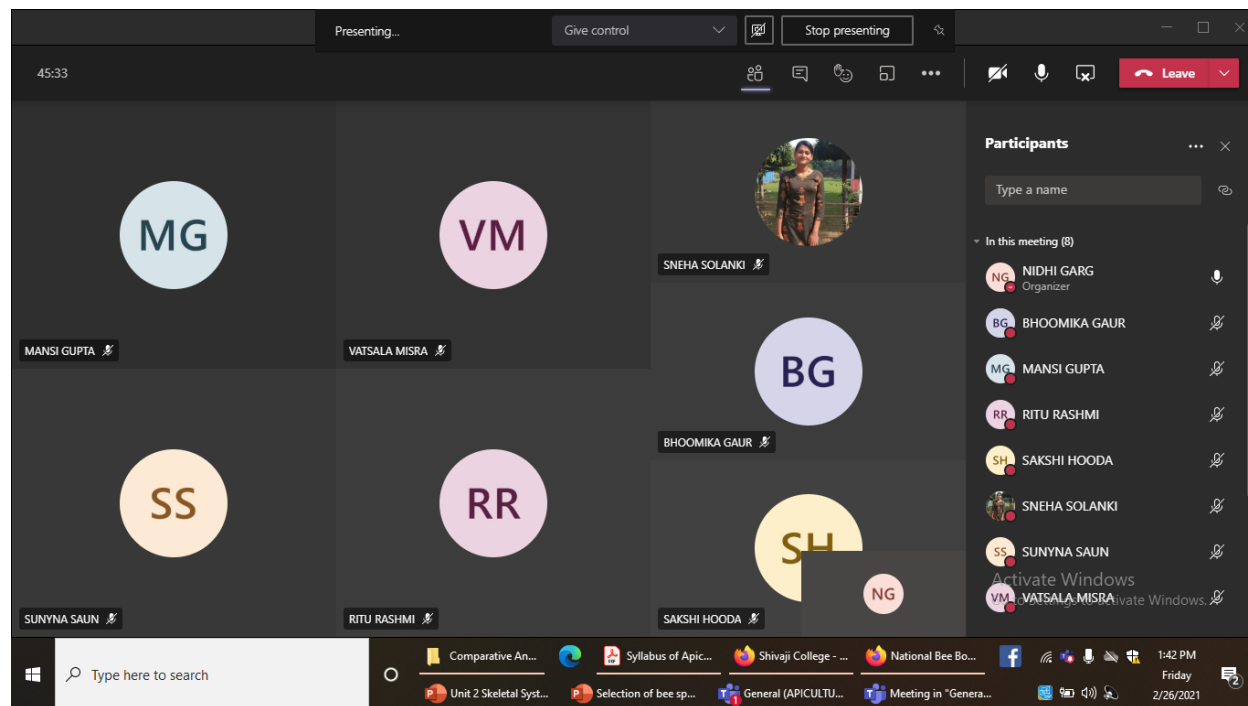 Presenting...
Give control
Stop presenting
45:33
Leave
MG
MANSI GUPTA
VM
VATSALA MISRA
SNEHA SOLANKI
BG
BHOOMIKA GAUR
SS
SUNYNA SAUN
RR
RITU RASHMI
SH
SAKSHI HOODA
NG
Participants
Type a name
In this meeting (8)
NG NIDHI GARG
Organizer
BG BHOOMIKA GAUR
MG MANSI GUPTA
RR RITU RASHMI
SH SAKSHI HOODA
SNEHA SOLANKI
SS SUNYNA SAUN
Activate Windows
VM VATSALA MISRA
to activate Windows.
Type here to search
Comparative An...
Syllabus of Apic...
Shivaji College - ...
National Bee Bo...
Unit 2 Skeletal Syst...
Selection of bee sp...
General (APICULTU...
Meeting in "Genera...
1:42 PM
Friday
2/26/2021
2